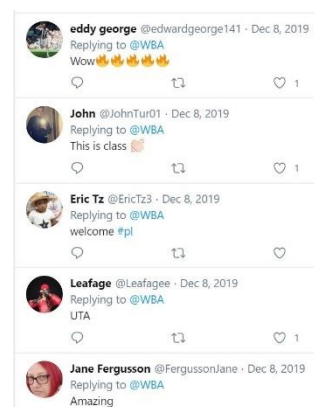 eddy george @edwardgeorge141 · Dec 8, 2019
Replying to @WBA
Wow🔥🔥🔥🔥🔥
1
John @JohnTur01 · Dec 8, 2019
Replying to @WBA
This is class 👏🏻
1
Eric Tz @EricTz3 · Dec 8, 2019
Replying to @WBA
welcome #pl
Leafage @Leafagee · Dec 8, 2019
Replying to @WBA
UTA
1
Jane Fergusson @FergussonJane · Dec 8, 2019
Replying to @WBA
Amazing